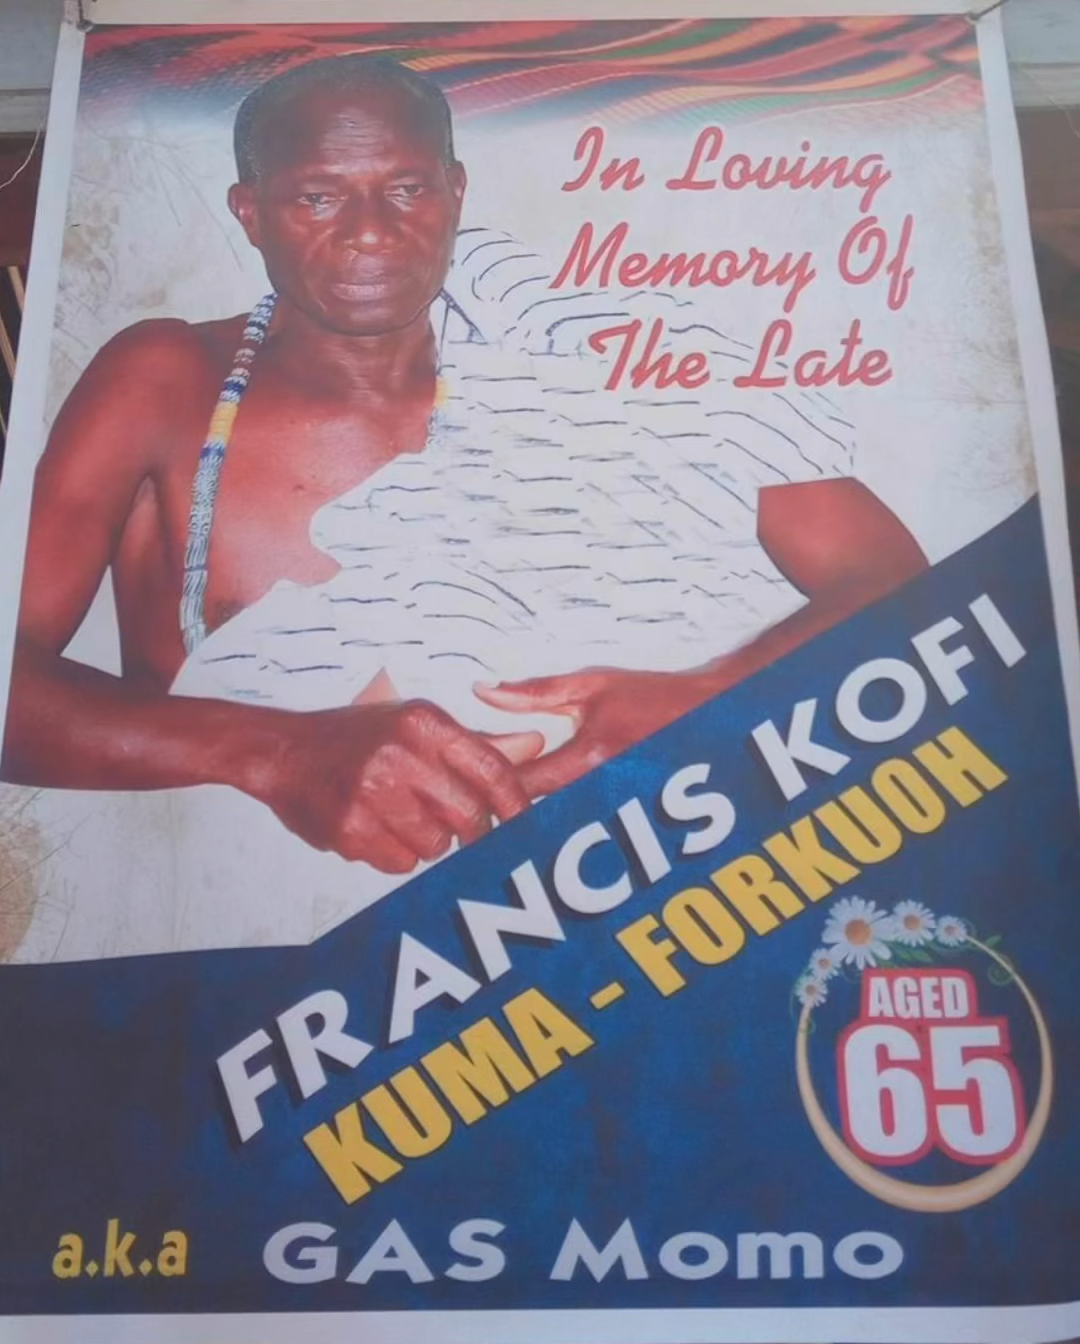 In Loving
Memory Of
The Late
FRANCIS KOFI
KUMA - FORKUOH
AGED
65
a.k.a GAS Momo